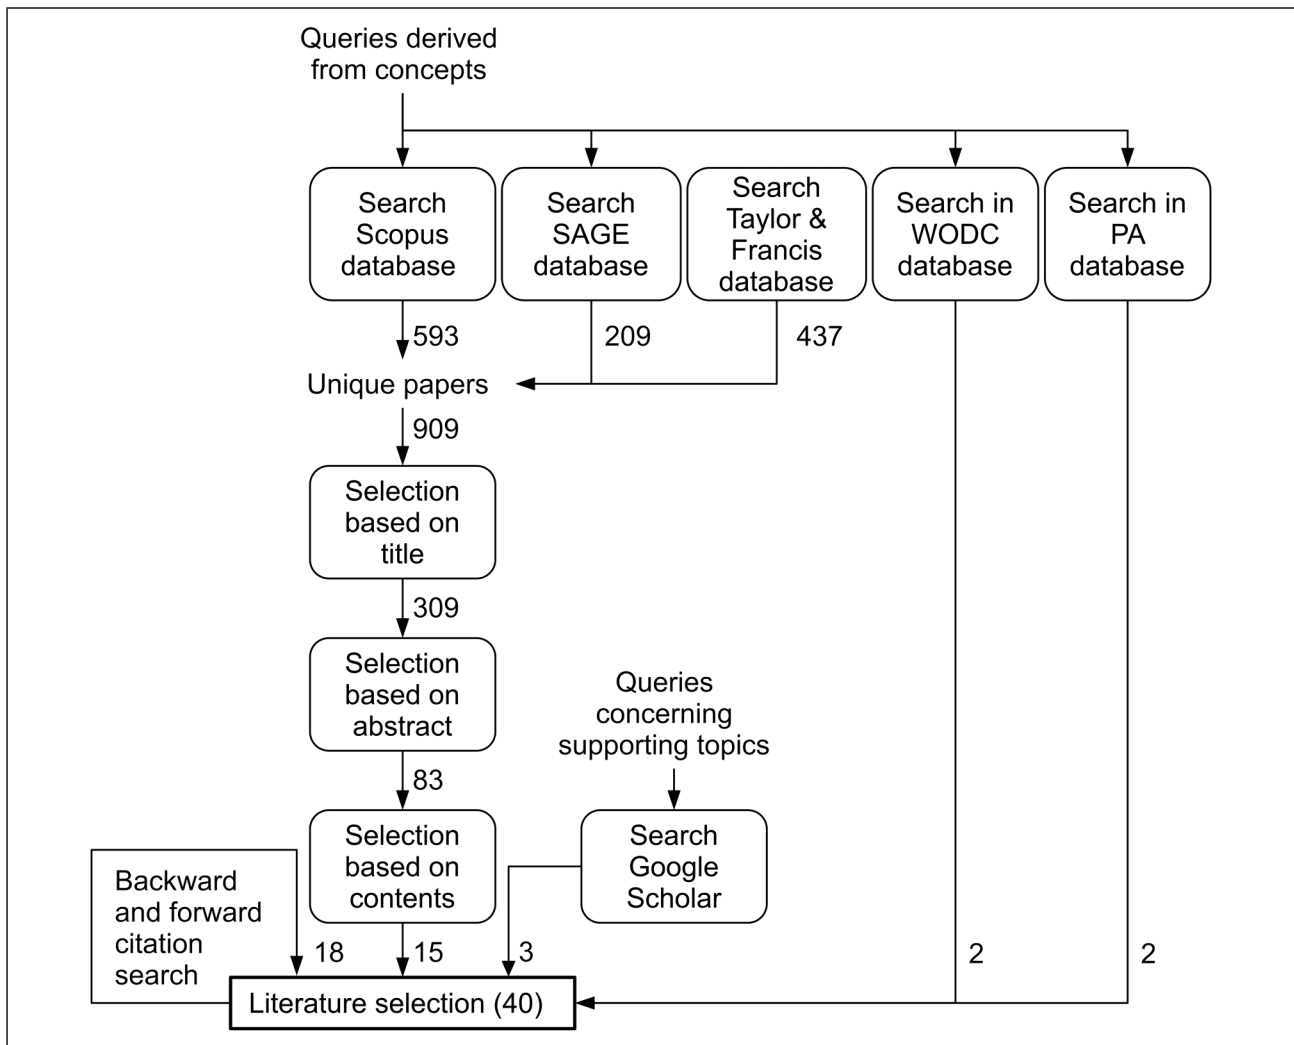 Queries derived
from concepts
Search
Scopus
database
Search
SAGE
database
Search
Taylor &
Francis
database
Search in
WODC
database
Search in
PA
database
593
209
437
Unique papers
909
Selection
based on
title
309
Selection
based on
abstract
Queries
concerning
supporting topics
83
Selection
based on
contents
Search
Google
Scholar
Backward
and forward
citation
search
18
15
3
2
2
Literature selection (40)